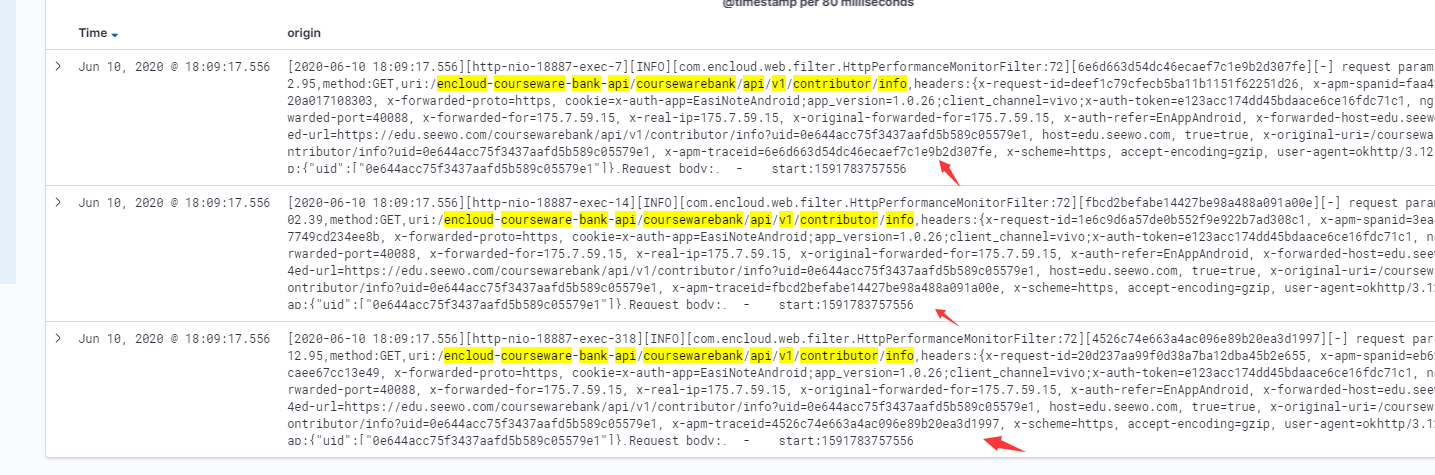 @timestamp per 80 milliseconds
Time origin
Jun 10, 2020 @ 18:09:17.556 [2020-06-10 18:09:17.556][http-nio-18887-exec-7][INFO][com.encloud.web.filter.HttpPerformanceMonitorFilter:72][6e6d663d54dc46ecaef7c1e9b2d307fe][-] request param
2.95,method:GET,uri:/encloud-courseware-bank-api/coursewarebank/api/v1/contributor/info,headers:{x-request-id=deef1c79cfecb5ba11b1151f62251d26, x-apm-spanid=faa4
20a017108303, x-forwarded-proto=https, cookie=x-auth-app=EasiNoteAndroid;app_version=1.0.26;client_channel=vivo;x-auth-token=e123acc174dd45bdaace6ce16fdc71c1, ng
warded-port=40088, x-forwarded-for=175.7.59.15, x-real-ip=175.7.59.15, x-original-forwarded-for=175.7.59.15, x-auth-refer=EnAppAndroid, x-forwarded-host=edu.seew
ed-url=https://edu.seewo.com/coursewarebank/api/v1/contributor/info?uid=0e644acc75f3437aafd5b589c05579e1, host=edu.seewo.com, true=true, x-original-uri=/coursewa
ntributor/info?uid=0e644acc75f3437aafd5b589c05579e1, x-apm-traceid=6e6d663d54dc46ecaef7c1e9b2d307fe, x-scheme=https, accept-encoding=gzip, user-agent=okhttp/3.12
p:{"uid":["0e644acc75f3437aafd5b589c05579e1"]},Request body:. - start:1591783757556
Jun 10, 2020 @ 18:09:17.556 [2020-06-10 18:09:17.556][http-nio-18887-exec-14][INFO][com.encloud.web.filter.HttpPerformanceMonitorFilter:72][fbcd2befabe14427be98a488a091a00e][-] request para
02.39,method:GET,uri:/encloud-courseware-bank-api/coursewarebank/api/v1/contributor/info,headers:{x-request-id=1e6c9d6a57de0b552f9e922b7ad308c1, x-apm-spanid=3ea
7749cd234ee8b, x-forwarded-proto=https, cookie=x-auth-app=EasiNoteAndroid;app_version=1.0.26;client_channel=vivo;x-auth-token=e123acc174dd45bdaace6ce16fdc71c1, n
rwarded-port=40088, x-forwarded-for=175.7.59.15, x-real-ip=175.7.59.15, x-original-forwarded-for=175.7.59.15, x-auth-refer=EnAppAndroid, x-forwarded-host=edu.see
4ed-url=https://edu.seewo.com/coursewarebank/api/v1/contributor/info?uid=0e644acc75f3437aafd5b589c05579e1, host=edu.seewo.com, true=true, x-original-uri=/coursew
ontributor/info?uid=0e644acc75f3437aafd5b589c05579e1, x-apm-traceid=fbcd2befabe14427be98a488a091a00e, x-scheme=https, accept-encoding=gzip, user-agent=okhttp/3.1
ap:{"uid":["0e644acc75f3437aafd5b589c05579e1"]},Request body:. - start:1591783757556
Jun 10, 2020 @ 18:09:17.556 [2020-06-10 18:09:17.556][http-nio-18887-exec-318][INFO][com.encloud.web.filter.HttpPerformanceMonitorFilter:72][4526c74e663a4ac096e89b20ea3d1997][-] request par
12.95,method:GET,uri:/encloud-courseware-bank-api/coursewarebank/api/v1/contributor/info,headers:{x-request-id=20d237aa99f0d38a7ba12dba45b2e655, x-apm-spanid=eb6
caee67cc13e49, x-forwarded-proto=https, cookie=x-auth-app=EasiNoteAndroid;app_version=1.0.26;client_channel=vivo;x-auth-token=e123acc174dd45bdaace6ce16fdc71c1, n
rwarded-port=40088, x-forwarded-for=175.7.59.15, x-real-ip=175.7.59.15, x-original-forwarded-for=175.7.59.15, x-auth-refer=EnAppAndroid, x-forwarded-host=edu.see
4ed-url=https://edu.seewo.com/coursewarebank/api/v1/contributor/info?uid=0e644acc75f3437aafd5b589c05579e1, host=edu.seewo.com, true=true, x-original-uri=/coursew
ontributor/info?uid=0e644acc75f3437aafd5b589c05579e1, x-apm-traceid=4526c74e663a4ac096e89b20ea3d1997, x-scheme=https, accept-encoding=gzip, user-agent=okhttp/3.1
ap:{"uid":["0e644acc75f3437aafd5b589c05579e1"]},Request body:. - start:1591783757556